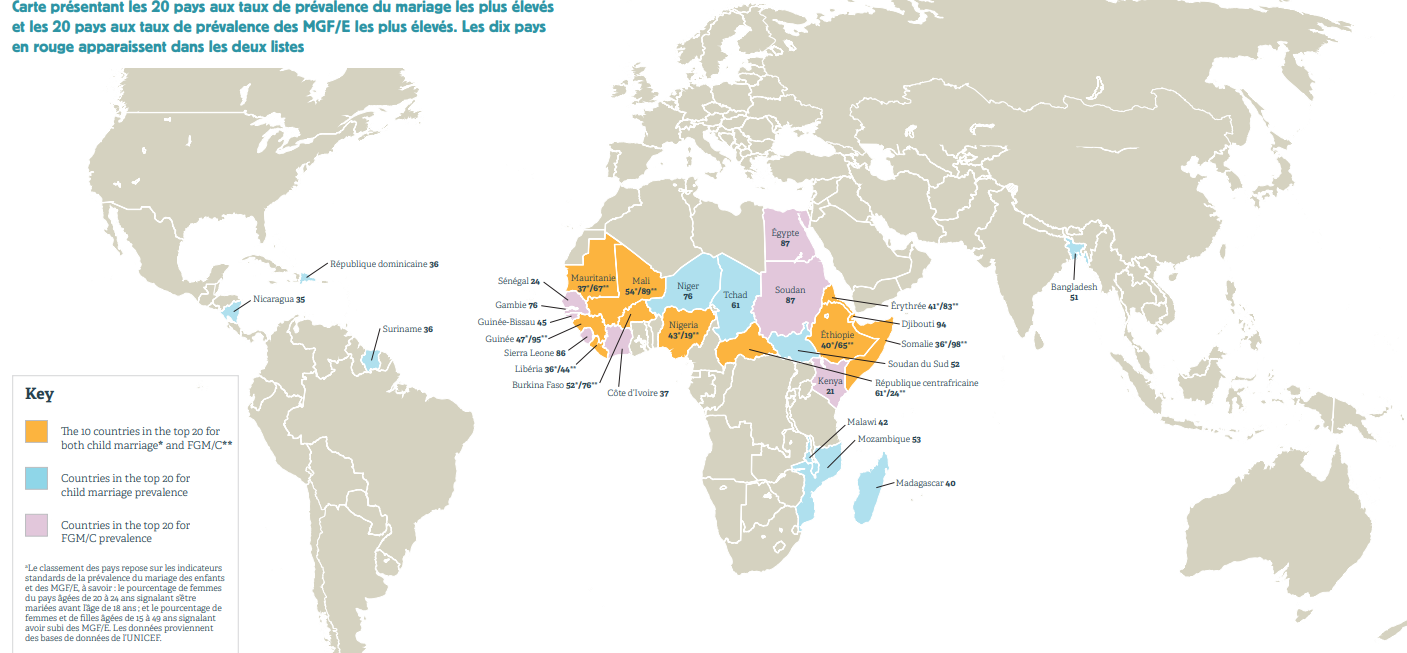 Carte présentant les 20 pays aux taux de prévalence du mariage les plus élevés
et les 20 pays aux taux de prévalence des MGF/E les plus élevés. Les dix pays
en rouge apparaissent dans les deux listes
République dominicaine 36
Nicaragua 35
Suriname 36
Sénégal 24
Gambie 76
Guinée-Bissau 45
Guinée 47*/95**
Sierra Leone 86
Libéria 36*/44**
Burkina Faso 52*/76**
Côte d'Ivoire 37
Mauritanie
37*/67**
Mali
54*/89**
Niger
76
Nigeria
43*/19**
Tchad
61
Égypte
87
Soudan
87
Éthiopie
40*/65**
Kenya
21
Érythrée 41*/83**
Djibouti 94
Somalie 36*/98**
Soudan du Sud 52
République centrafricaine
61*/24**
Malawi 42
Mozambique 53
Madagascar 40
Bangladesh
51
Key
The 10 countries in the top 20 for
both child marriage* and FGM/C**
Countries in the top 20 for
child marriage prevalence
Countries in the top 20 for
FGM/C prevalence
*Le classement des pays repose sur les indicateurs
standards de la prévalence du mariage des enfants
et des MGF/E, à savoir : le pourcentage de femmes
du pays âgées de 20 à 24 ans signalant s'être
mariées avant l'âge de 18 ans ; et le pourcentage de
femmes et de filles âgées de 15 à 49 ans signalant
avoir subi des MGF/E. Les données proviennent
des bases de données de l'UNICEF.